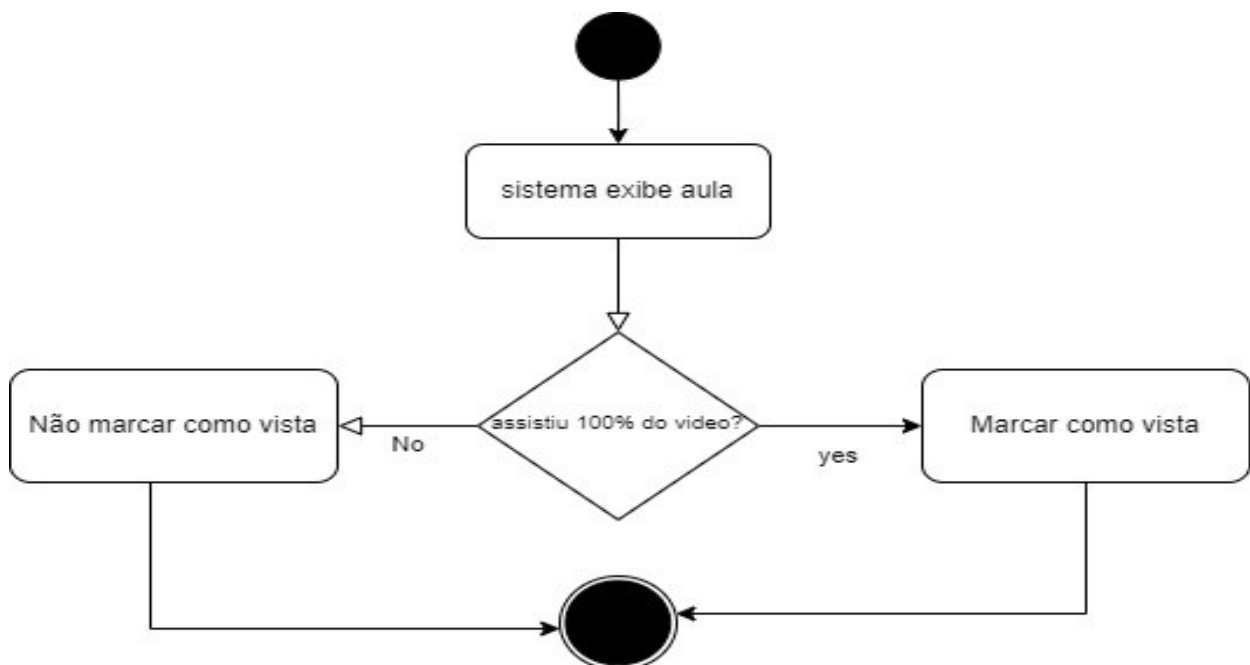 sistema exibe aula
assistiu 100% do video?
Não marcar como vista
No
yes
Marcar como vista